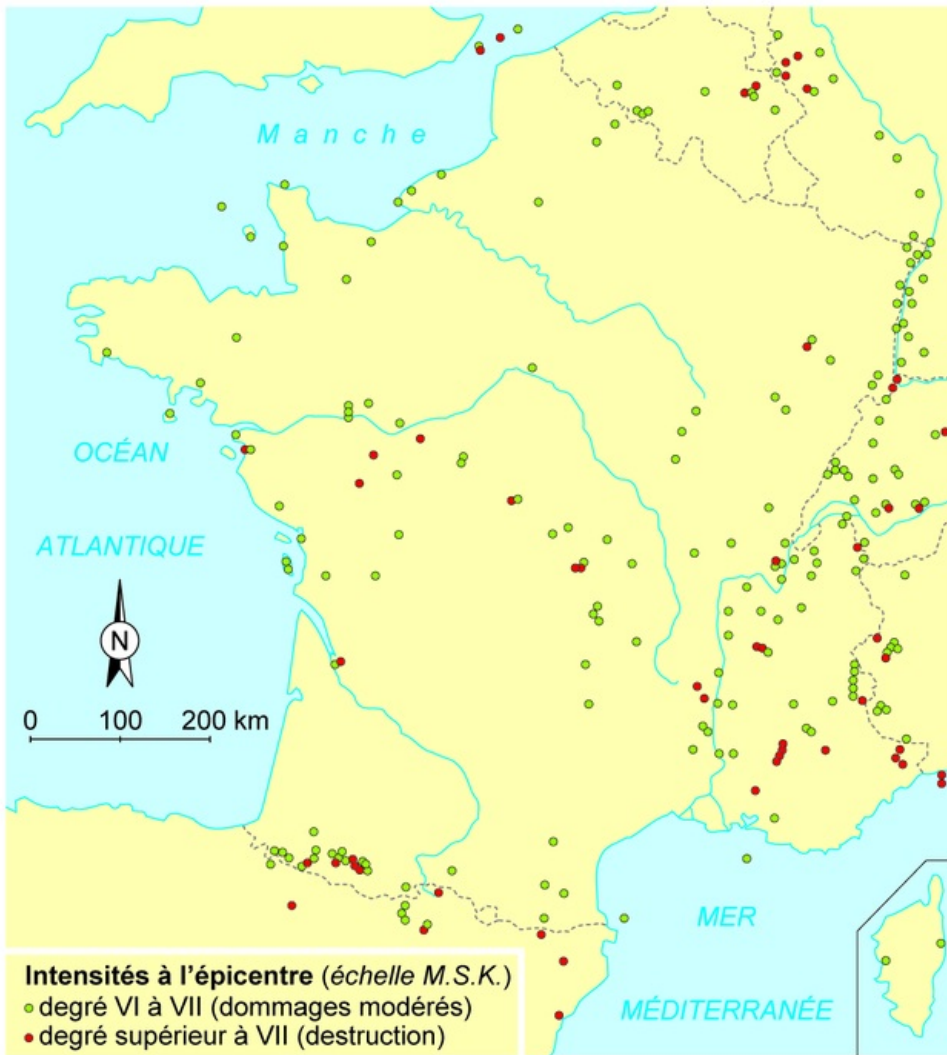 Manche
OCÉAN
ATLANTIQUE
N
0 100 200 km
MER
MÉDITERRANÉE
Intensités à l'épicentre (échelle M.S.K.)
degré VI à VII (dommages modérés)
degré supérieur à VII (destruction)